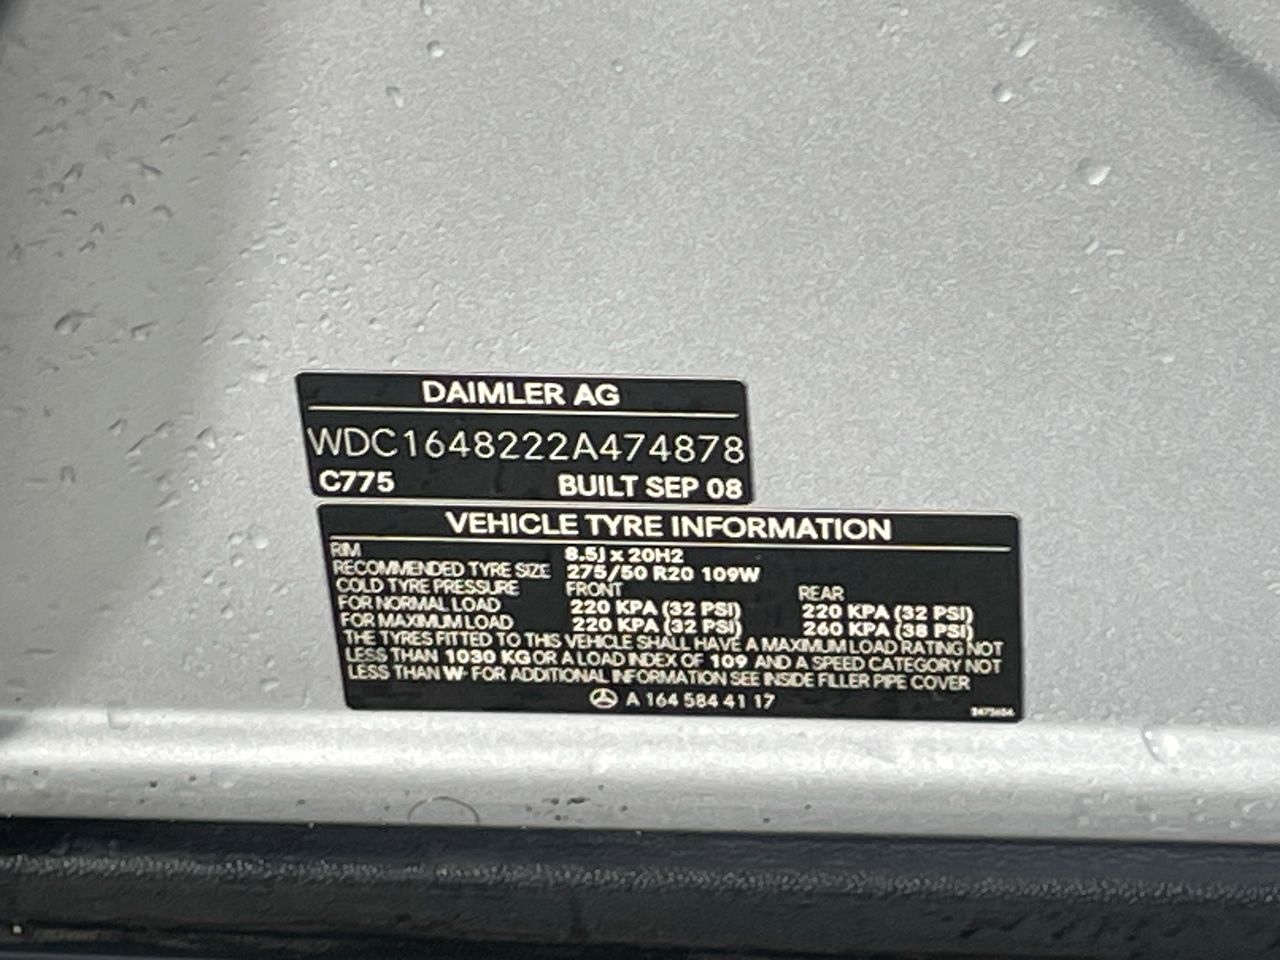 DAIMLER AG
WDC1648222A474878
C775 BUILT SEP 08
VEHICLE TYRE INFORMATION
RIM 8.5J x 20H2
RECOMMENDED TYRE SIZE 275/50 R20 109W
COLD TYRE PRESSURE FRONT REAR
FOR NORMAL LOAD 220 KPA (32 PSI) 220 KPA (32 PSI)
FOR MAXIMUM LOAD 220 KPA (32 PSI) 260 KPA (38 PSI)
THE TYRES FITTED TO THIS VEHICLE SHALL HAVE A MAXIMUM LOAD RATING NOT
LESS THAN 1030 KG OR A LOAD INDEX OF 109 AND A SPEED CATEGORY NOT
LESS THAN W· FOR ADDITIONAL INFORMATION SEE INSIDE FILLER PIPE COVER
A 164 584 41 17